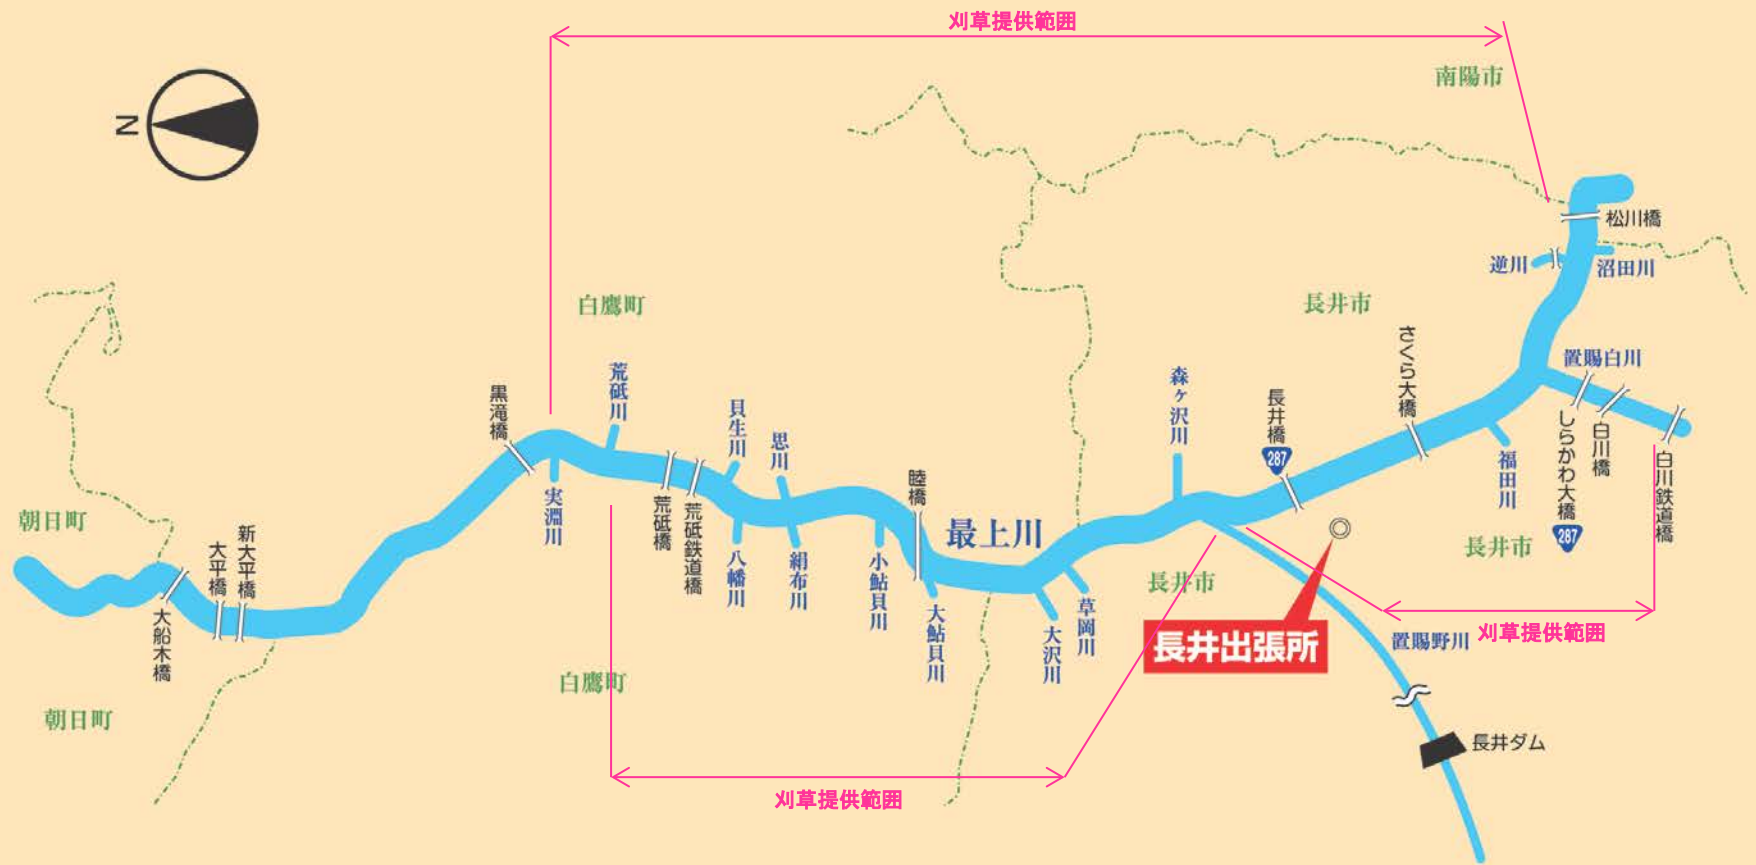 刈草提供範囲
南陽市
N
松川橋
逆川
沼田川
白鷹町
長井市
さくら大橋
置賜白川
荒砥川
森ヶ沢川
黒滝橋
長井橋
287
貝生川
思川
しらかわ大橋
白川橋
福田川
白川鉄道橋
睦橋
実淵川
荒砥橋
荒砥鉄道橋
最上川
朝日町
新大平橋
大平橋
287
長井市
八幡川
絹布川
小鮎貝川
長井市
草岡川
大鮎貝川
大沢川
大船木橋
長井出張所
置賜野川
刈草提供範囲
白鷹町
朝日町
長井ダム
刈草提供範囲